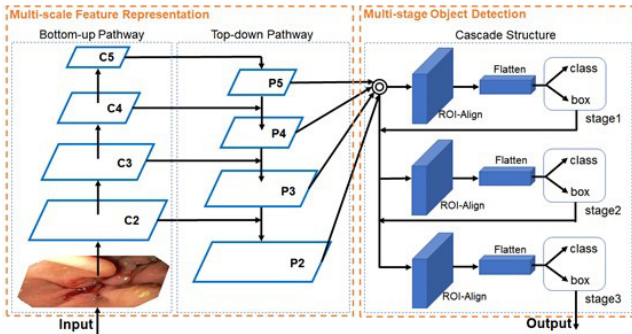 Multi-scale Feature Representation
Multi-stage Object Detection
Bottom-up Pathway
Top-down Pathway
Cascade Structure
C5
C4
C3
C2
Input
P5
P4
P3
P2
ROI-Align
Flatten
class
box
stage1
ROI-Align
Flatten
class
box
stage2
ROI-Align
Flatten
class
box
stage3
Output